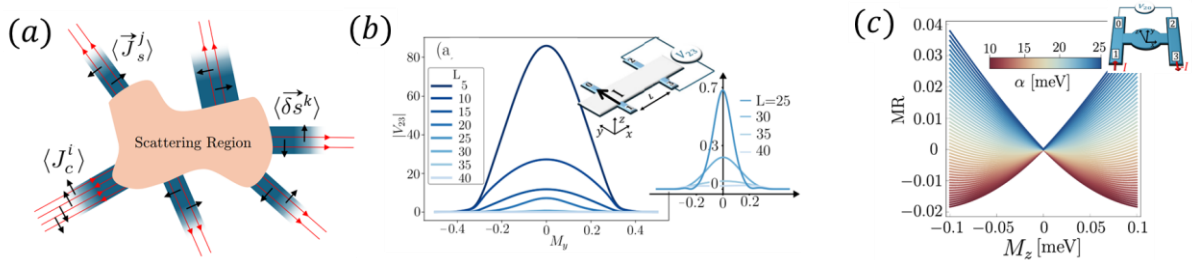 (a)
⟨J⃗_s^j⟩
⟨δ⃗s^k⟩
Scattering Region
⟨J_c^i⟩
(b)
(a
80
60
40
20
0
|V₂₃|
L
5
10
15
20
25
30
35
40
−0.4 −0.2 0.0 0.2 0.4
M_y
V₂₃
L
z
y
x
0.7
0.3
0
L=25
30
35
40
−0.2 0 0.2
(c)
0.04
0.03
0.02
0.01
0
−0.01
−0.02
MR
10 15 20 25
α [meV]
−0.1 −0.05 0 0.05 0.1
M_z [meV]
0
1
2
3